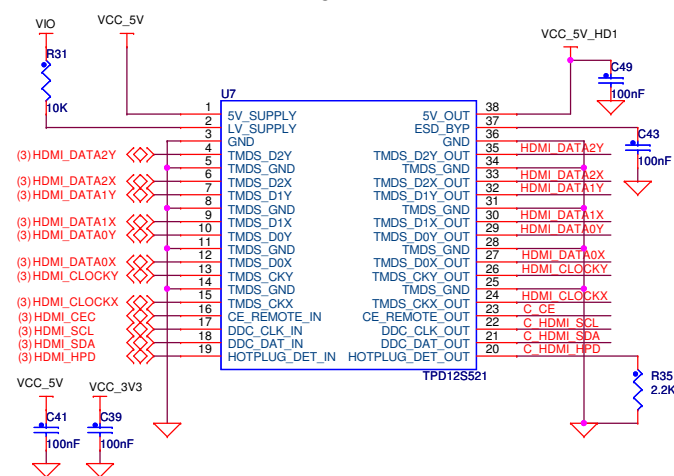 VIO
VCC_5V
VCC_5V_HD1
R31
10K
C49
100nF
U7
1 5V_SUPPLY 5V_OUT 38
2 LV_SUPPLY ESD_BYP 37
3 GND GND 36
(3) HDMI_DATA2Y 4 TMDS_D2Y TMDS_D2Y_OUT 35 HDMI_DATA2Y
5 TMDS_GND TMDS_GND 34
(3) HDMI_DATA2X 6 TMDS_D2X TMDS_D2X_OUT 33 HDMI_DATA2X
(3) HDMI_DATA1Y 7 TMDS_D1Y TMDS_D1Y_OUT 32 HDMI_DATA1Y
8 TMDS_GND TMDS_GND 31
(3) HDMI_DATA1X 9 TMDS_D1X TMDS_D1X_OUT 30 HDMI_DATA1X
(3) HDMI_DATA0Y 10 TMDS_D0Y TMDS_D0Y_OUT 29 HDMI_DATA0Y
11 TMDS_GND TMDS_GND 28
(3) HDMI_DATA0X 12 TMDS_D0X TMDS_D0X_OUT 27 HDMI_DATA0X
(3) HDMI_CLOCKY 13 TMDS_CKY TMDS_CKY_OUT 26 HDMI_CLOCKY
14 TMDS_GND TMDS_GND 25
(3) HDMI_CLOCKX 15 TMDS_CKX TMDS_CKX_OUT 24 HDMI_CLOCKX
(3) HDMI_CEC 16 CE_REMOTE_IN CE_REMOTE_OUT 23 C_CE
(3) HDMI_SCL 17 DDC_CLK_IN DDC_CLK_OUT 22 C_HDMI_SCL
(3) HDMI_SDA 18 DDC_DAT_IN DDC_DAT_OUT 21 C_HDMI_SDA
(3) HDMI_HPD 19 HOTPLUG_DET_IN HOTPLUG_DET_OUT 20 C_HDMI_HPD
C43
100nF
TPD12S521
R35
2.2K
VCC_5V
VCC_3V3
C41
100nF
C39
100nF